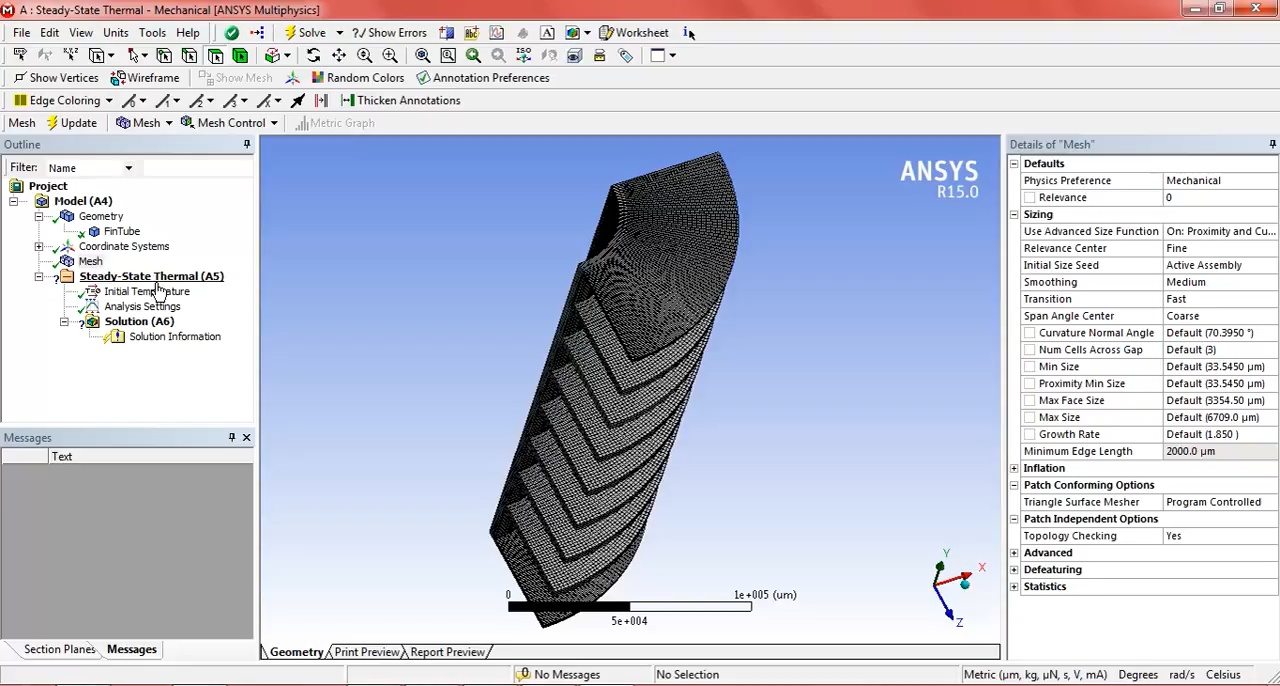 A : Steady-State Thermal - Mechanical [ANSYS Multiphysics]
File Edit View Units Tools Help Solve ?/ Show Errors Worksheet
Show Vertices Wireframe Show Mesh Random Colors Annotation Preferences
Edge Coloring Thicken Annotations
Mesh Update Mesh Mesh Control Metric Graph
Outline
Filter: Name
Project
Model (A4)
Geometry
FinTube
Coordinate Systems
Mesh
Steady-State Thermal (A5)
Initial Temperature
Analysis Settings
Solution (A6)
Solution Information
Messages
Text
Section Planes Messages
ANSYS
R15.0
Y
X
Z
0 1e+005 (um)
5e+004
Geometry Print Preview Report Preview
Details of "Mesh"
Defaults
Physics Preference Mechanical
Relevance 0
Sizing
Use Advanced Size Function On: Proximity and Cu...
Relevance Center Fine
Initial Size Seed Active Assembly
Smoothing Medium
Transition Fast
Span Angle Center Coarse
Curvature Normal Angle Default (70.3950 °)
Num Cells Across Gap Default (3)
Min Size Default (33.5450 µm)
Proximity Min Size Default (33.5450 µm)
Max Face Size Default (3354.50 µm)
Max Size Default (6709.0 µm)
Growth Rate Default (1.850 )
Minimum Edge Length 2000.0 µm
Inflation
Patch Conforming Options
Triangle Surface Mesher Program Controlled
Patch Independent Options
Topology Checking Yes
Advanced
Defeaturing
Statistics
No Messages No Selection Metric (µm, kg, µN, s, V, mA) Degrees rad/s Celsius